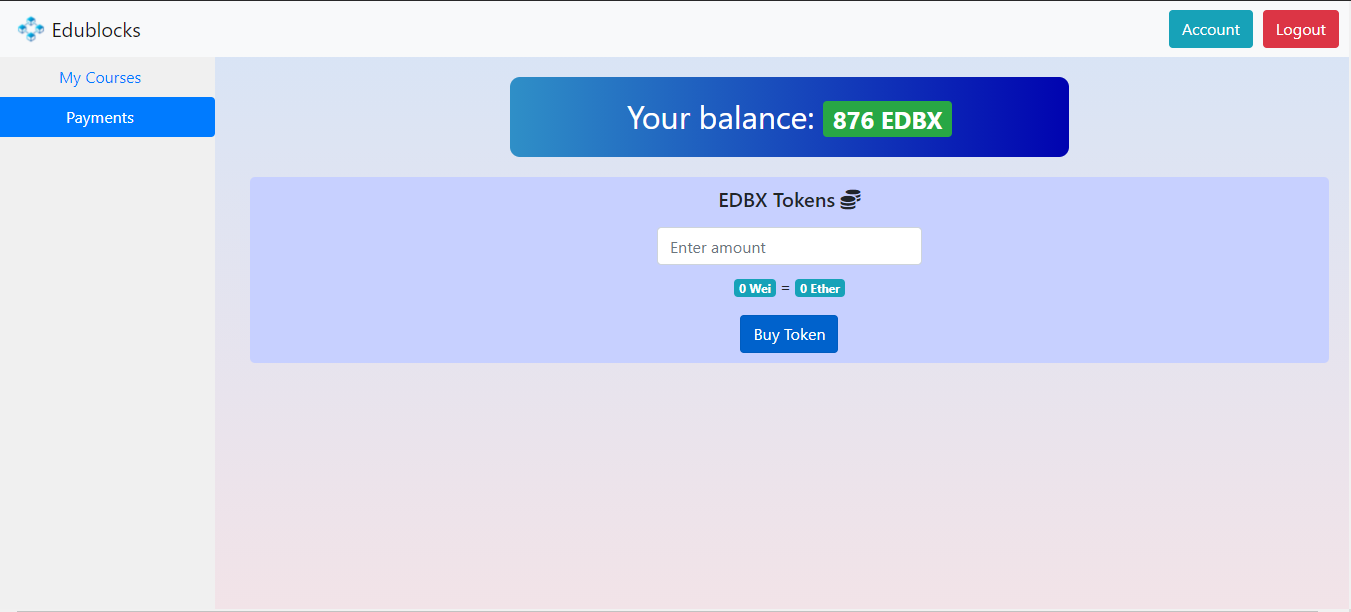 Edublocks
Account
Logout
My Courses
Payments
Your balance: 876 EDBX
EDBX Tokens
Enter amount
0 Wei = 0 Ether
Buy Token